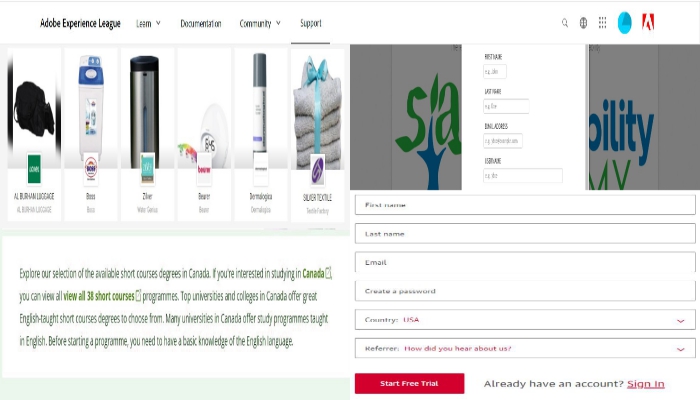 Adobe Experience League Learn Documentation Community Support
AL BURHAN LUGGAGE Boss Zilver beurer Dermalogica SILVER TEXTILE
AL BURHAN LUGGAGE Boss Water Genius Beurer Dermalogica Textile Factory
Explore our selection of the available short courses degrees in Canada. If you're interested in studying in Canada,
you can view all view all 38 short courses programmes. Top universities and colleges in Canada offer great
English-taught short courses degrees to choose from. Many universities in Canada offer study programmes taught
in English. Before starting a programme, you need to have a basic knowledge of the English language.
FIRST NAME
LAST NAME
EMAIL ADDRESS
USERNAME
bility
First name
Last name
Email
Create a password
Country: USA
Referrer: How did you hear about us?
Start Free Trial Already have an account? Sign In